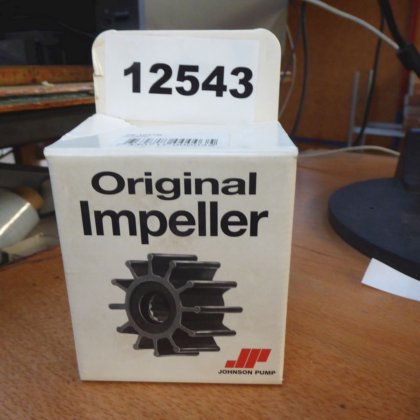 12543
Original
Impeller
JOHNSON PUMP